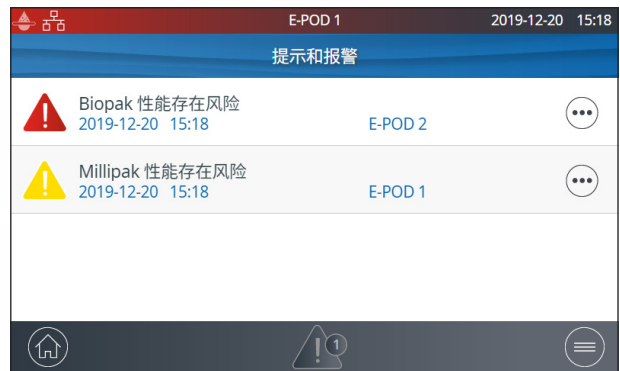 E-POD 1 2019-12-20 15:18
提示和报警
Biopak 性能存在风险
2019-12-20 15:18 E-POD 2
Millipak 性能存在风险
2019-12-20 15:18 E-POD 1
1